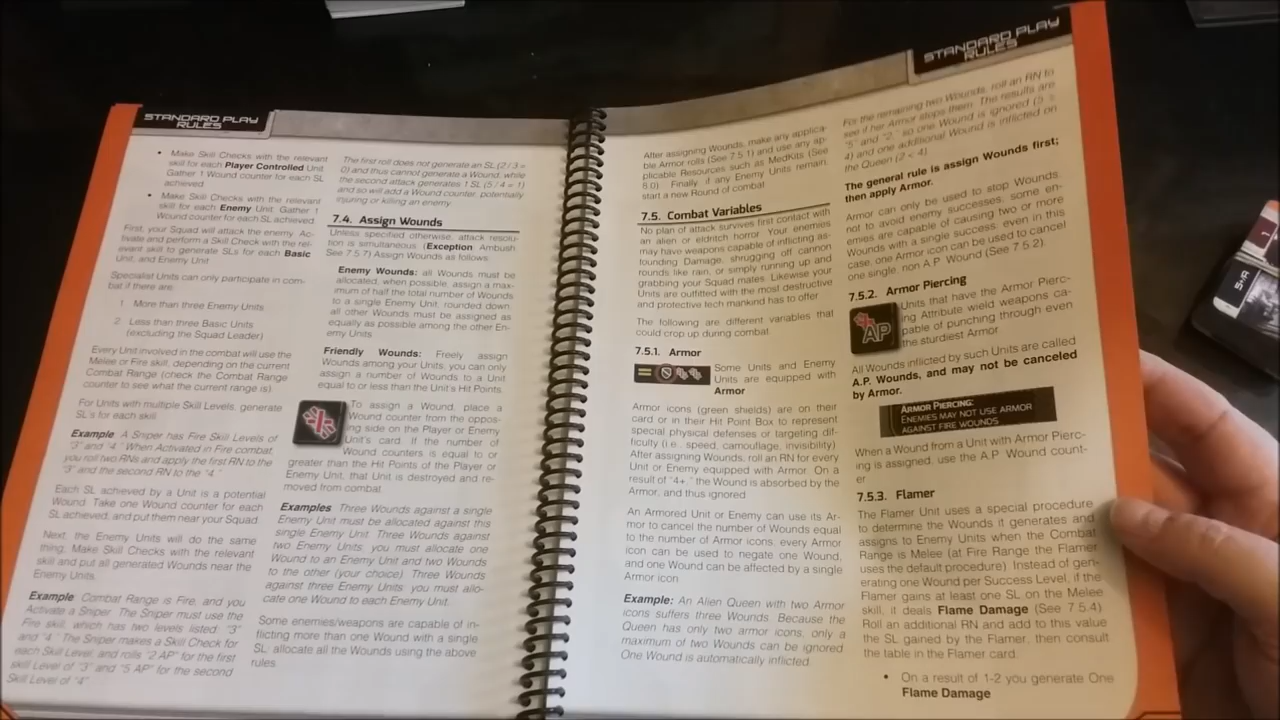 STANDARD PLAY
RULES
• Make Skill Checks with the relevant
skill for each Player Controlled Unit
Gather 1 Wound counter for each SL
achieved
• Make Skill Checks with the relevant
skill for each Enemy Unit. Gather 1
Wound counter for each SL achieved
First, your Squad will attack the enemy. Ac-
tivate and perform a Skill Check with the rel-
evant skill to generate SLs for each Basic
Unit, and Enemy Unit
Specialist Units can only participate in com-
bat if there are:
1. More than three Enemy Units
2. Less than three Basic Units
(excluding the Squad Leader)
Every Unit involved in the combat will use the
Melee or Fire skill, depending on the current
Combat Range (check the Combat Range
counter to see what the current range is)
For Units with multiple Skill Levels, generate
SL's for each skill
Example: A Sniper has Fire Skill Levels of
"3" and "4." When Activated in Fire combat,
you roll two RNs and apply the first RN to the
"3" and the second RN to the "4."
Each SL achieved by a Unit is a potential
Wound. Take one Wound counter for each
SL achieved, and put them near your Squad.
Next, the Enemy Units will do the same
thing. Make Skill Checks with the relevant
skill and put all generated Wounds near the
Enemy Units.
Example: Combat Range is Fire, and you
Activate a Sniper. The Sniper must use the
Fire skill, which has two levels listed: "3"
and "4." The Sniper makes a Skill Check for
each Skill Level, and rolls "2 AP" for the first
skill Level of "3" and "5 AP" for the second
Skill Level of "4"
The first roll does not generate an SL (2 / 3 =
0) and thus cannot generate a Wound, while
the second attack generates 1 SL (5 / 4 = 1)
and so will add a Wound counter, potentially
injuring or killing an enemy.
7.4. Assign Wounds
Unless specified otherwise, attack resolu-
tion is simultaneous. (Exception Ambush
See 7.5.7) Assign Wounds as follows:
Enemy Wounds: all Wounds must be
allocated, when possible, assign a max-
imum of half the total number of Wounds
to a single Enemy Unit, rounded down,
all other Wounds must be assigned as
equally as possible among the other En-
emy Units
Friendly Wounds: Freely assign
Wounds among your Units, you can only
assign a number of Wounds to a Unit
equal to or less than the Unit's Hit Points.
To assign a Wound, place a
Wound counter from the oppos-
ing side on the Player or Enemy
Unit's card. If the number of
Wound counters is equal to or
greater than the Hit Points of the Player or
Enemy Unit, that Unit is destroyed and re-
moved from combat.
Examples: Three Wounds against a single
Enemy Unit must be allocated against this
single Enemy Unit. Three Wounds against
two Enemy Units, you must allocate one
Wound to an Enemy Unit and two Wounds
to the other (your choice). Three Wounds
against three Enemy Units, you must allo-
cate one Wound to each Enemy Unit.
Some enemies/weapons are capable of in-
flicting more than one Wound with a single
SL, allocate all the Wounds using the above
rules
STANDARD PLAY
RULES
After assigning Wounds, make any applica-
ble Armor rolls (See 7.5.1) and use any ap-
plicable Resources such as MedKits (See
8.0). Finally, if any Enemy Units remain,
start a new Round of combat
7.5. Combat Variables
No plan of attack survives first contact with
an alien or eldritch horror. Your enemies
may have weapons capable of inflicting as-
tounding Damage, shrugging off cannon
rounds like rain, or simply running up and
grabbing your Squad mates. Likewise your
Units are outfitted with the most destructive
and protective tech mankind has to offer
The following are different variables that
could crop up during combat.
7.5.1. Armor
Some Units and Enemy
Units are equipped with
Armor
Armor icons (green shields) are on their
card or in their Hit Point Box to represent
special physical defenses or targeting dif-
ficulty (i.e., speed, camouflage, invisibility)
After assigning Wounds, roll an RN for every
Unit or Enemy equipped with Armor. On a
result of "4+," the Wound is absorbed by the
Armor, and thus ignored
An Armored Unit or Enemy can use its Ar-
mor to cancel the number of Wounds equal
to the number of Armor icons, every Armor
icon can be used to negate one Wound,
and one Wound can be affected by a single
Armor icon
Example: An Alien Queen with two Armor
icons suffers three Wounds. Because the
Queen has only two armor icons, only a
maximum of two Wounds can be ignored
One Wound is automatically inflicted.
For the remaining two Wounds, roll an RN to
see if her Armor stops them. The results are
"5" and "2," so one Wound is ignored (5 ≥
4) and one additional Wound is inflicted on
the Queen (2 < 4)
The general rule is assign Wounds first;
then apply Armor.
Armor can only be used to stop Wounds
not to avoid enemy successes, some en-
emies are capable of causing two or more
Wounds with a single success, even in this
case, one Armor icon can be used to cancel
one single, non A.P. Wound (See 7.5.2).
7.5.2. Armor Piercing
AP
Units that have the Armor Pierc-
ing Attribute wield weapons ca-
pable of punching through even
the sturdiest Armor
All Wounds inflicted by such Units are called
A.P. Wounds, and may not be canceled
by Armor.
ARMOR PIERCING:
ENEMIES MAY NOT USE ARMOR
AGAINST FIRE WOUNDS
When a Wound from a Unit with Armor Pierc-
ing is assigned, use the A.P. Wound count-
er
7.5.3. Flamer
The Flamer Unit uses a special procedure
to determine the Wounds it generates and
assigns to Enemy Units when the Combat
Range is Melee (at Fire Range the Flamer
uses the default procedure) Instead of gen-
erating one Wound per Success Level, if the
Flamer gains at least one SL on the Melee
skill, it deals Flame Damage (See 7.5.4)
Roll an additional RN and add to this value
the SL gained by the Flamer, then consult
the table in the Flamer card.
• On a result of 1-2 you generate One
Flame Damage